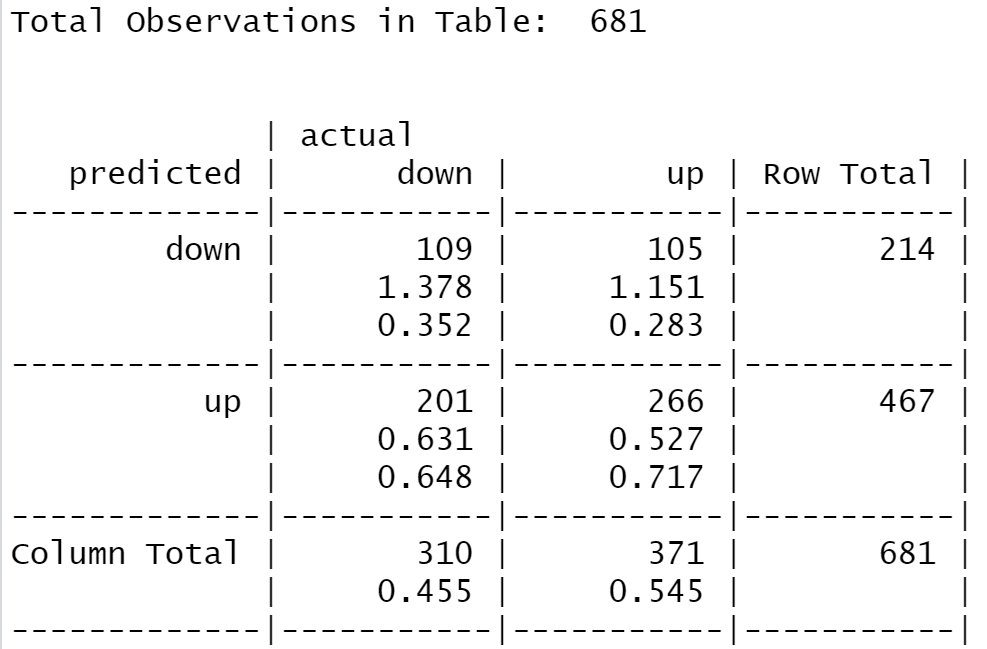 Total Observations in Table:  681
             | actual
   predicted |      down |        up | Row Total |
-------------|-----------|-----------|-----------|
        down |       109 |       105 |       214 |
             |     1.378 |     1.151 |           |
             |     0.352 |     0.283 |           |
-------------|-----------|-----------|-----------|
          up |       201 |       266 |       467 |
             |     0.631 |     0.527 |           |
             |     0.648 |     0.717 |           |
-------------|-----------|-----------|-----------|
Column Total |       310 |       371 |       681 |
             |     0.455 |     0.545 |           |
-------------|-----------|-----------|-----------|